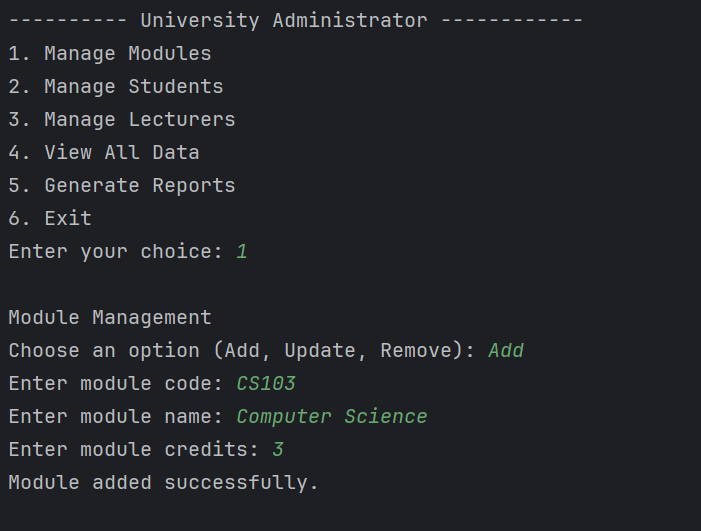 ---------- University Administrator ------------
1. Manage Modules
2. Manage Students
3. Manage Lecturers
4. View All Data
5. Generate Reports
6. Exit
Enter your choice: 1
Module Management
Choose an option (Add, Update, Remove): Add
Enter module code: CS103
Enter module name: Computer Science
Enter module credits: 3
Module added successfully.